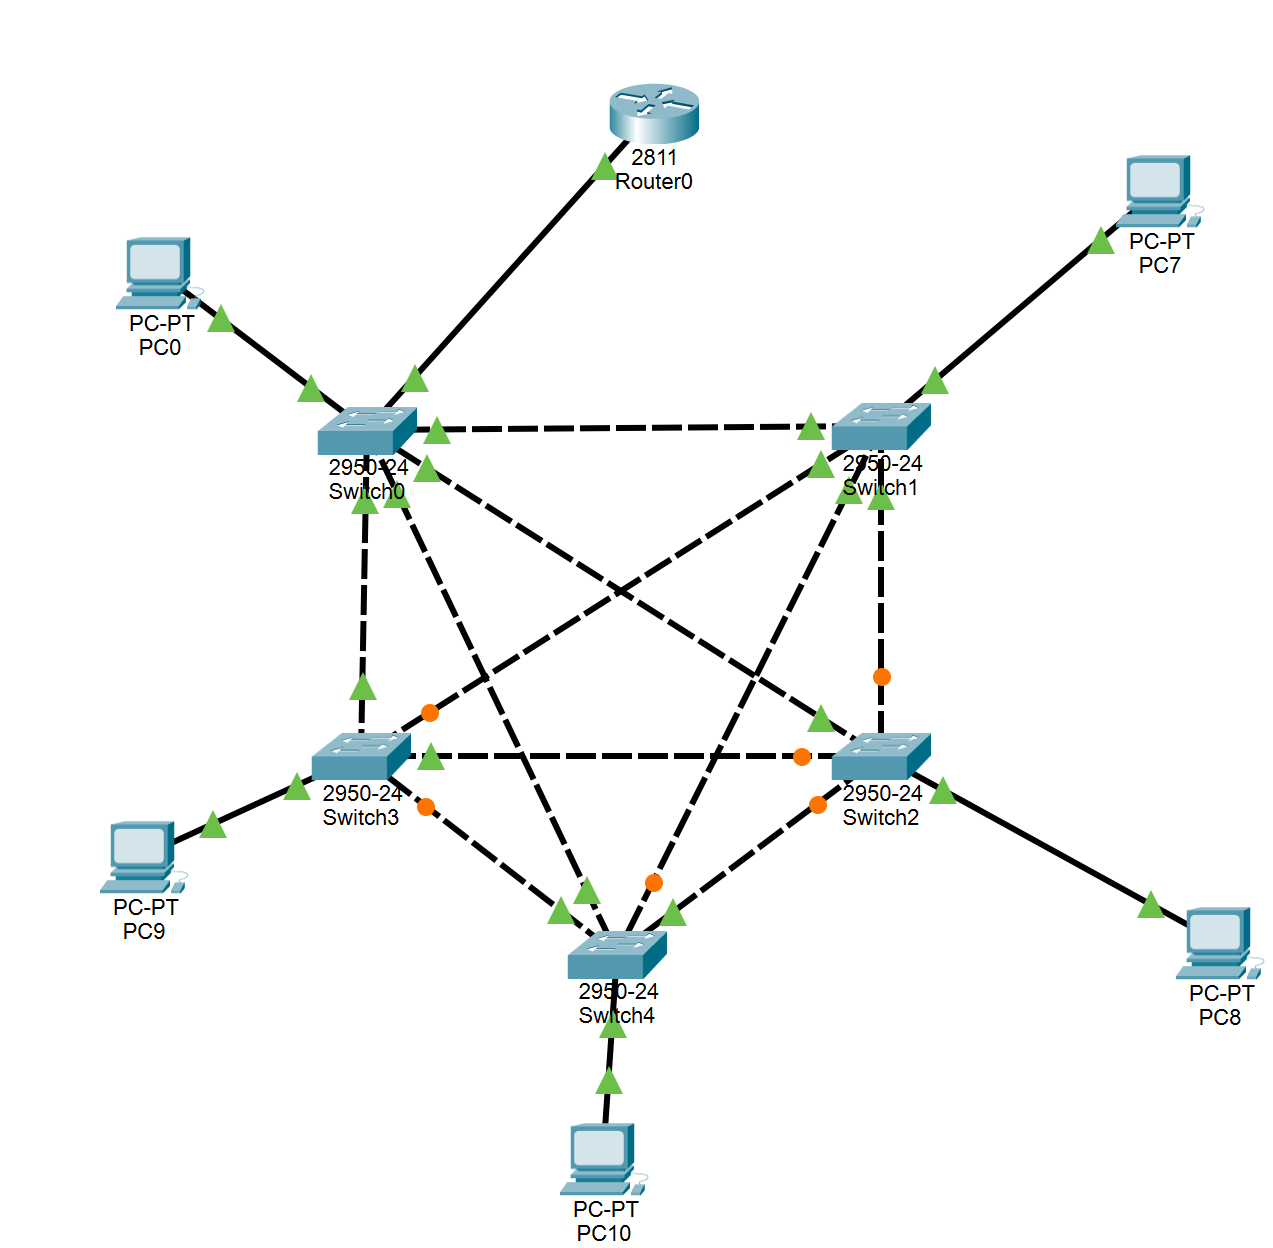 2811
Router0
PC-PT
PC7
PC-PT
PC0
2950-24
Switch0
2950-24
Switch1
2950-24
Switch3
2950-24
Switch2
PC-PT
PC9
PC-PT
PC8
2950-24
Switch4
PC-PT
PC10